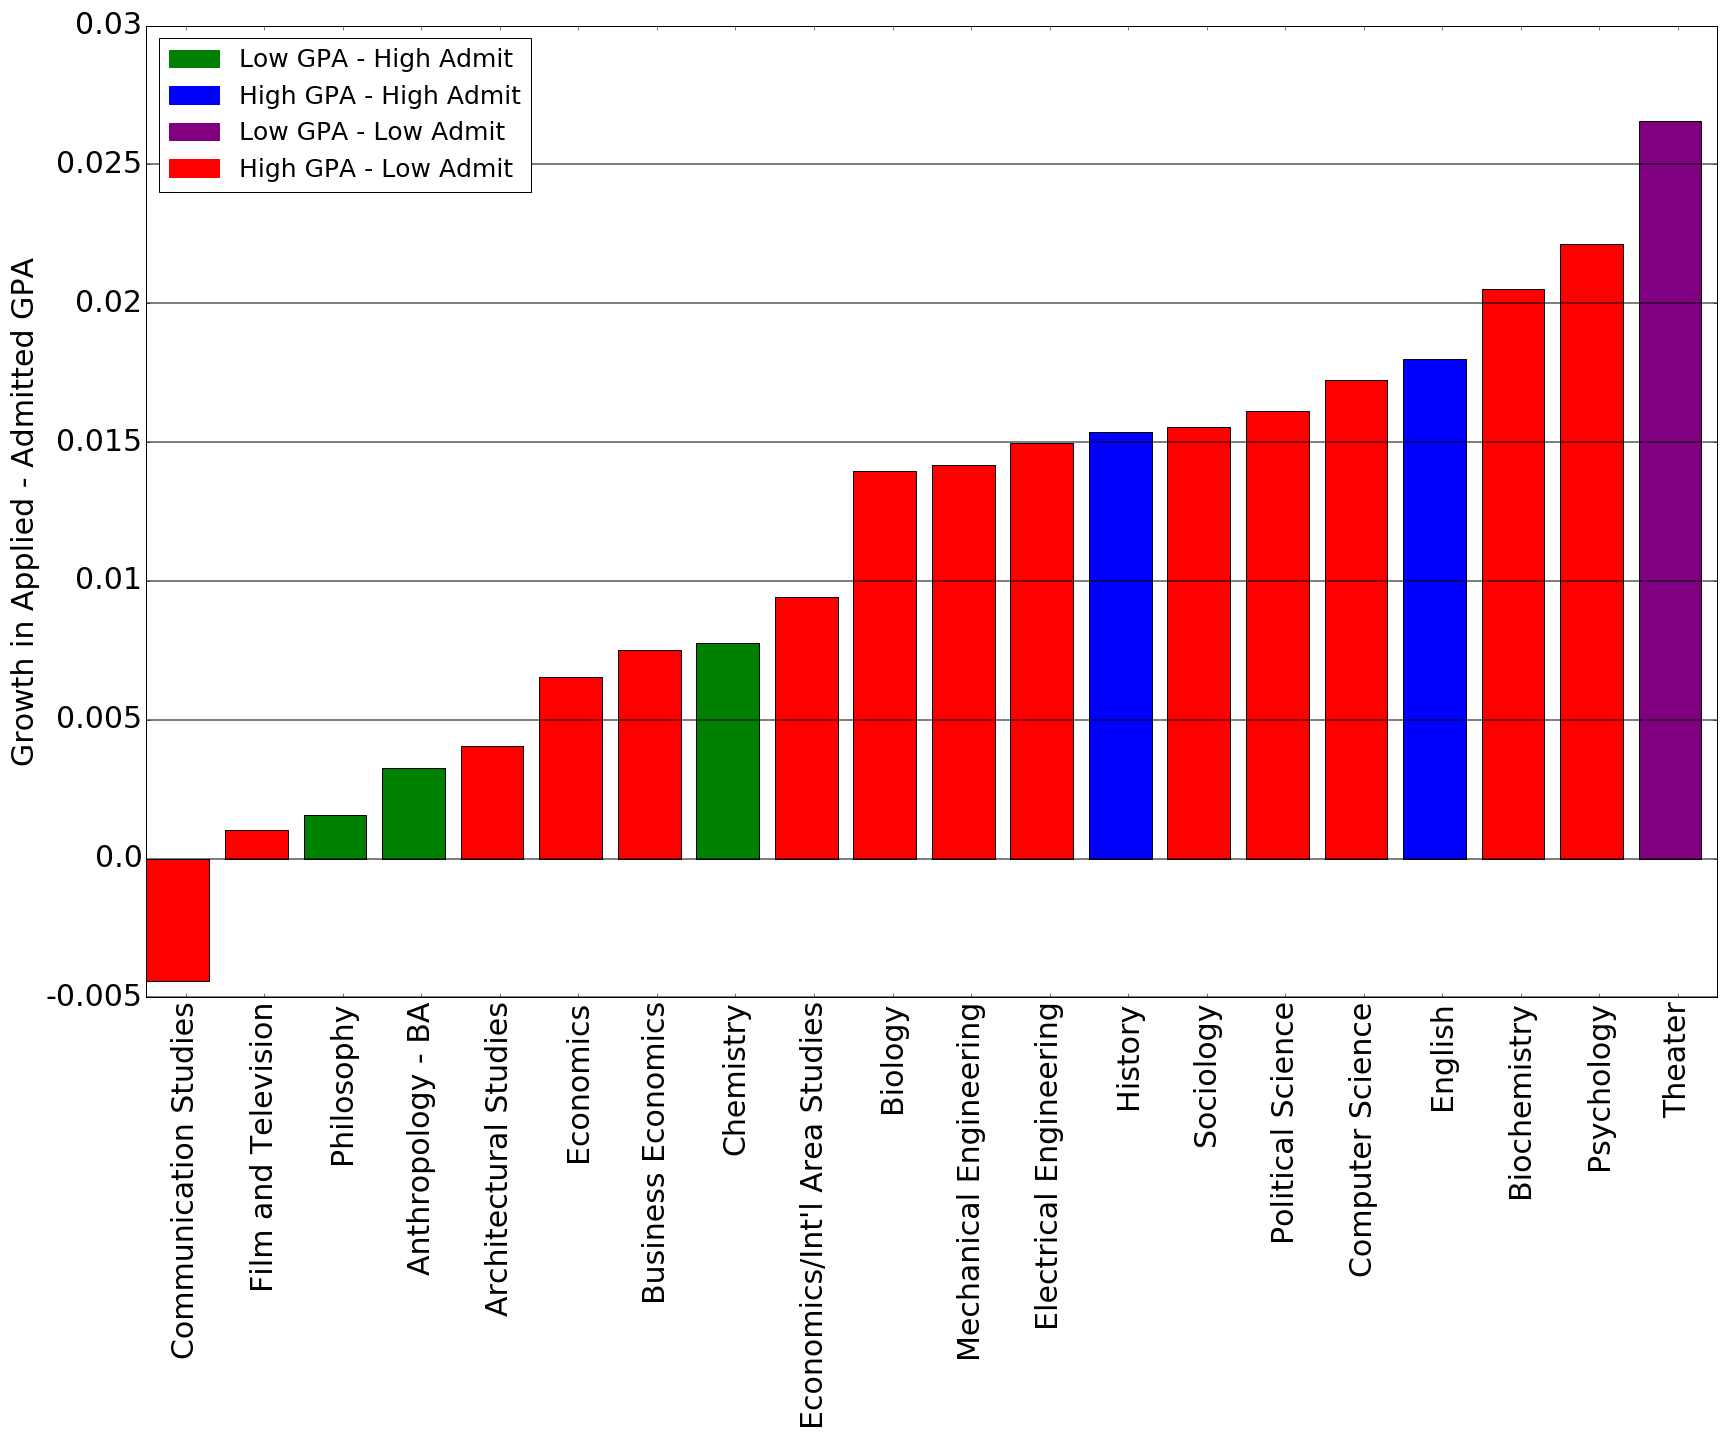 0.03
0.025
0.02
0.015
0.01
0.005
0.0
-0.005
Growth in Applied - Admitted GPA
Low GPA - High Admit
High GPA - High Admit
Low GPA - Low Admit
High GPA - Low Admit
Communication Studies
Film and Television
Philosophy
Anthropology - BA
Architectural Studies
Economics
Business Economics
Chemistry
Economics/Int'l Area Studies
Biology
Mechanical Engineering
Electrical Engineering
History
Sociology
Political Science
Computer Science
English
Biochemistry
Psychology
Theater